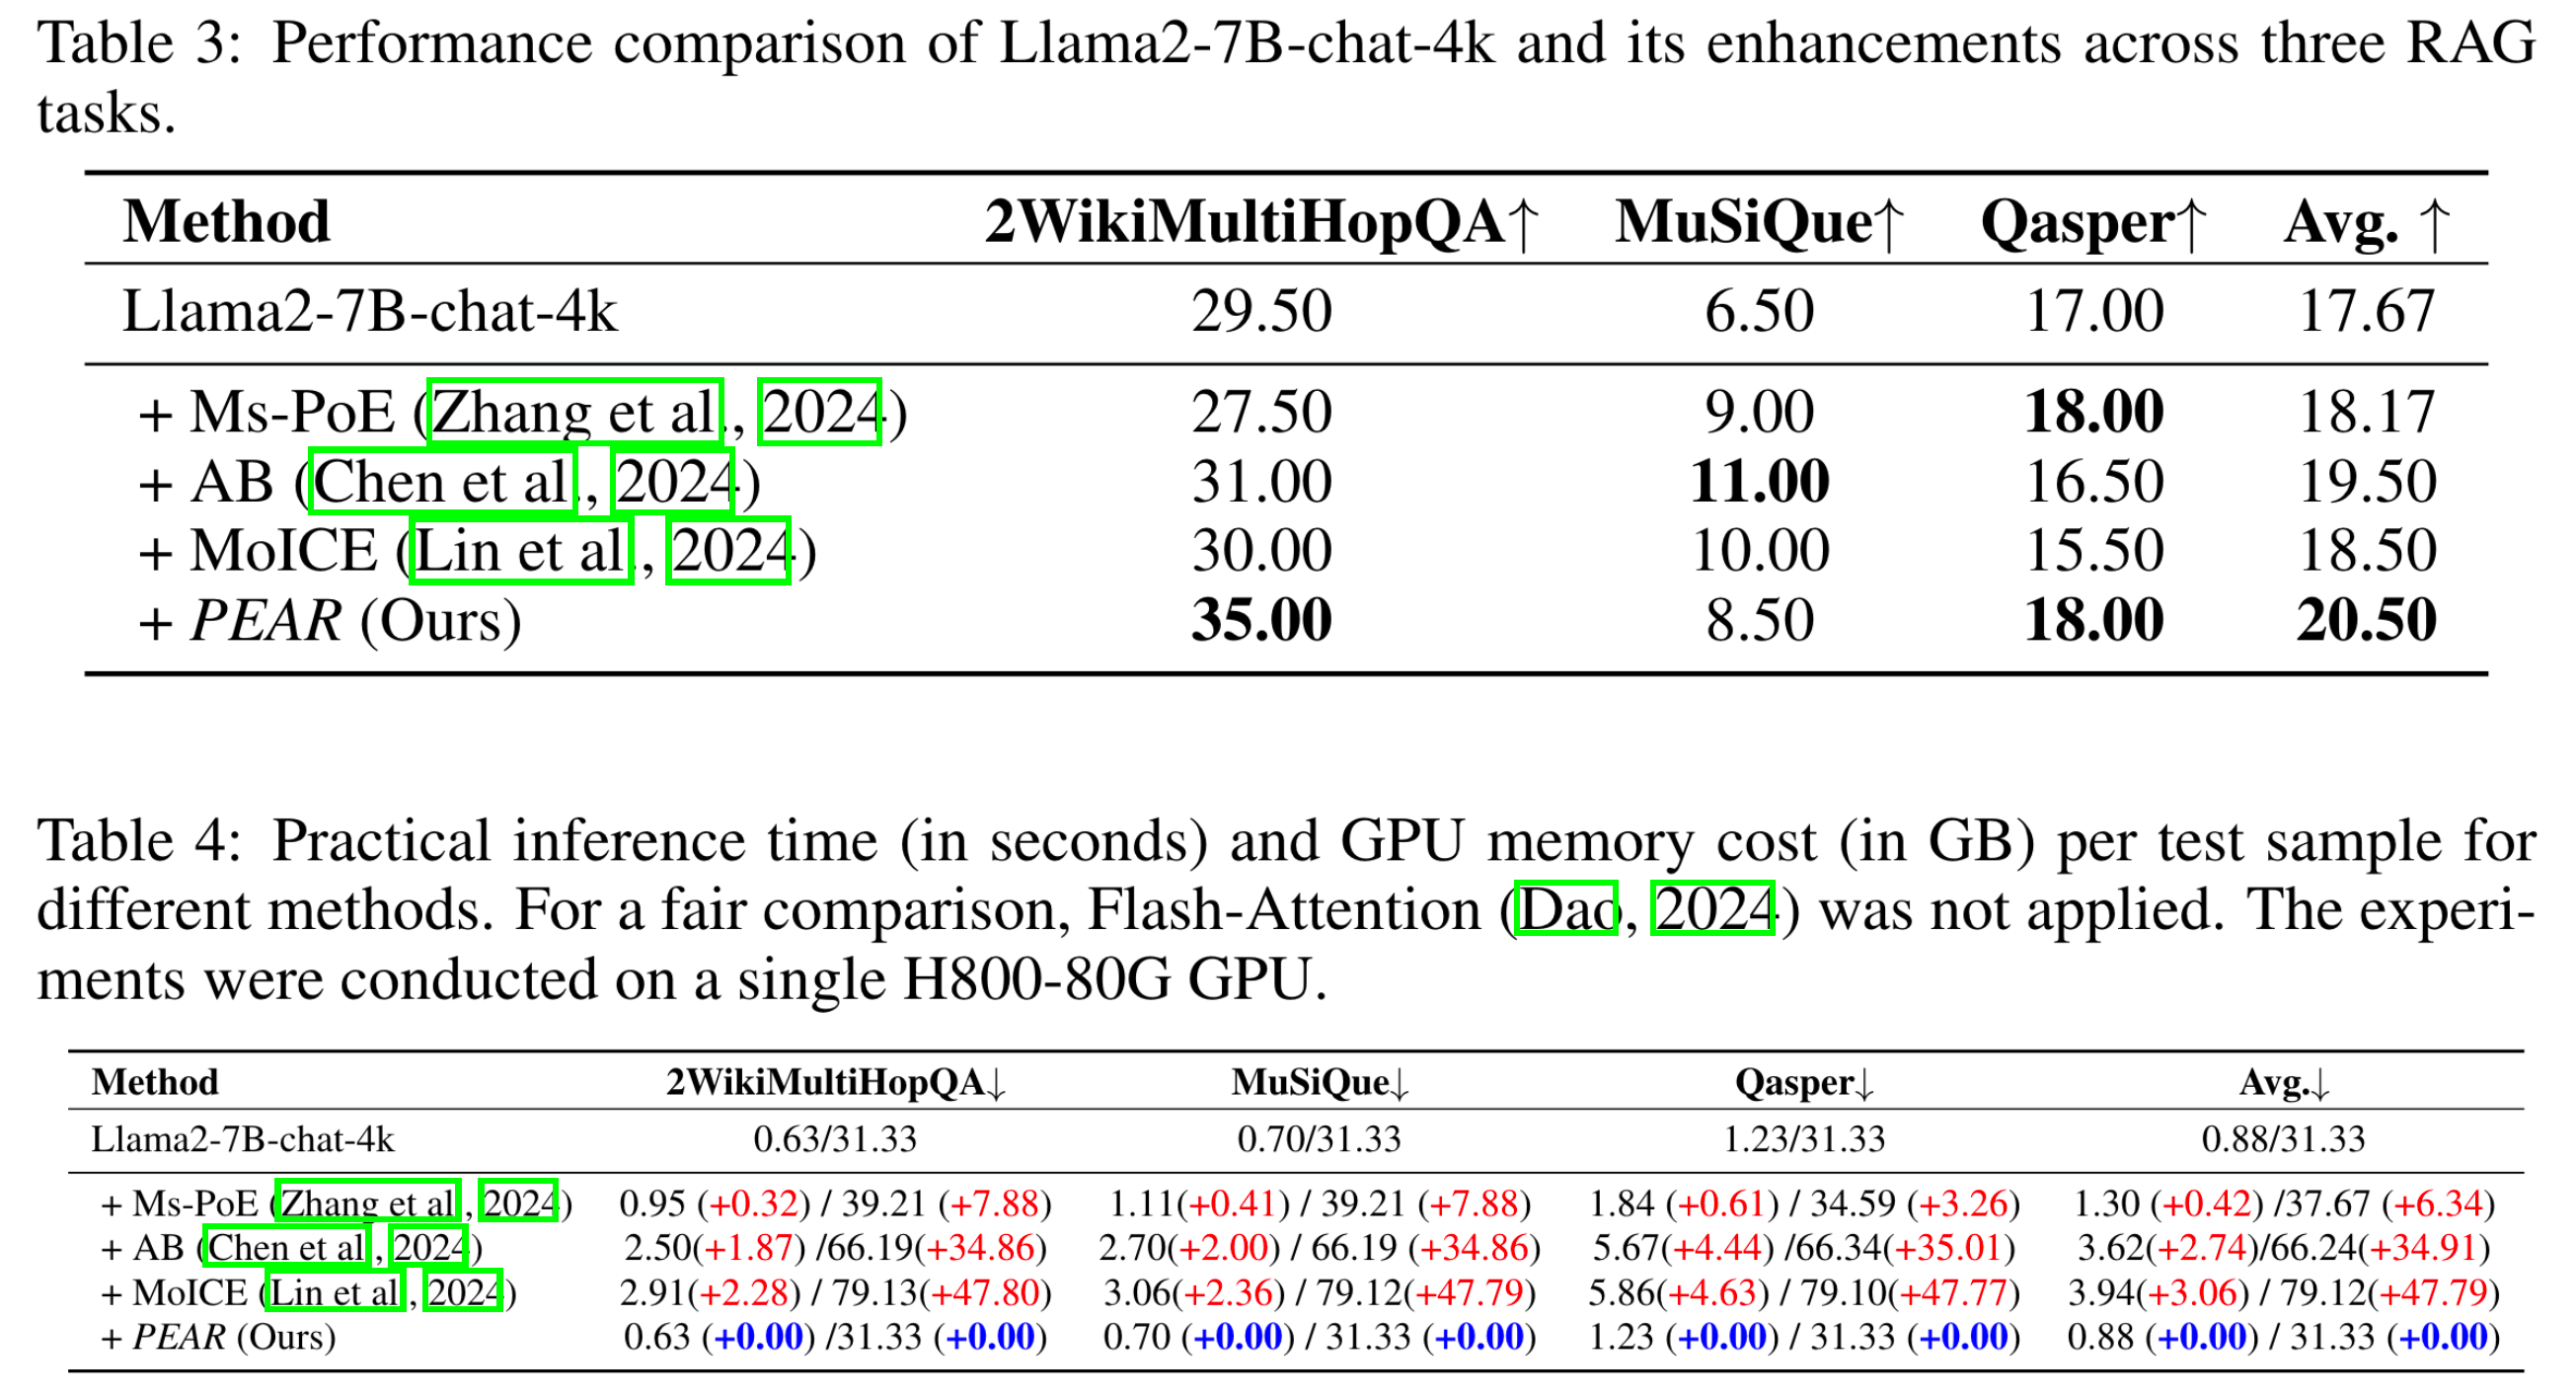 Table 3: Performance comparison of Llama2-7B-chat-4k and its enhancements across three RAG
tasks.
Method 2WikiMultiHopQA↑ MuSiQue↑ Qasper↑ Avg. ↑
Llama2-7B-chat-4k 29.50 6.50 17.00 17.67
+ Ms-PoE (Zhang et al., 2024) 27.50 9.00 18.00 18.17
+ AB (Chen et al., 2024) 31.00 11.00 16.50 19.50
+ MoICE (Lin et al., 2024) 30.00 10.00 15.50 18.50
+ PEAR (Ours) 35.00 8.50 18.00 20.50
Table 4: Practical inference time (in seconds) and GPU memory cost (in GB) per test sample for
different methods. For a fair comparison, Flash-Attention (Dao, 2024) was not applied. The experi-
ments were conducted on a single H800-80G GPU.
Method 2WikiMultiHopQA↓ MuSiQue↓ Qasper↓ Avg.↓
Llama2-7B-chat-4k 0.63/31.33 0.70/31.33 1.23/31.33 0.88/31.33
+ Ms-PoE (Zhang et al., 2024) 0.95 (+0.32) / 39.21 (+7.88) 1.11(+0.41) / 39.21 (+7.88) 1.84 (+0.61) / 34.59 (+3.26) 1.30 (+0.42) /37.67 (+6.34)
+ AB (Chen et al., 2024) 2.50(+1.87) /66.19(+34.86) 2.70(+2.00) / 66.19 (+34.86) 5.67(+4.44) /66.34(+35.01) 3.62(+2.74)/66.24(+34.91)
+ MoICE (Lin et al., 2024) 2.91(+2.28) / 79.13(+47.80) 3.06(+2.36) / 79.12(+47.79) 5.86(+4.63) / 79.10(+47.77) 3.94(+3.06) / 79.12(+47.79)
+ PEAR (Ours) 0.63 (+0.00) /31.33 (+0.00) 0.70 (+0.00) / 31.33 (+0.00) 1.23 (+0.00) / 31.33 (+0.00) 0.88 (+0.00) / 31.33 (+0.00)